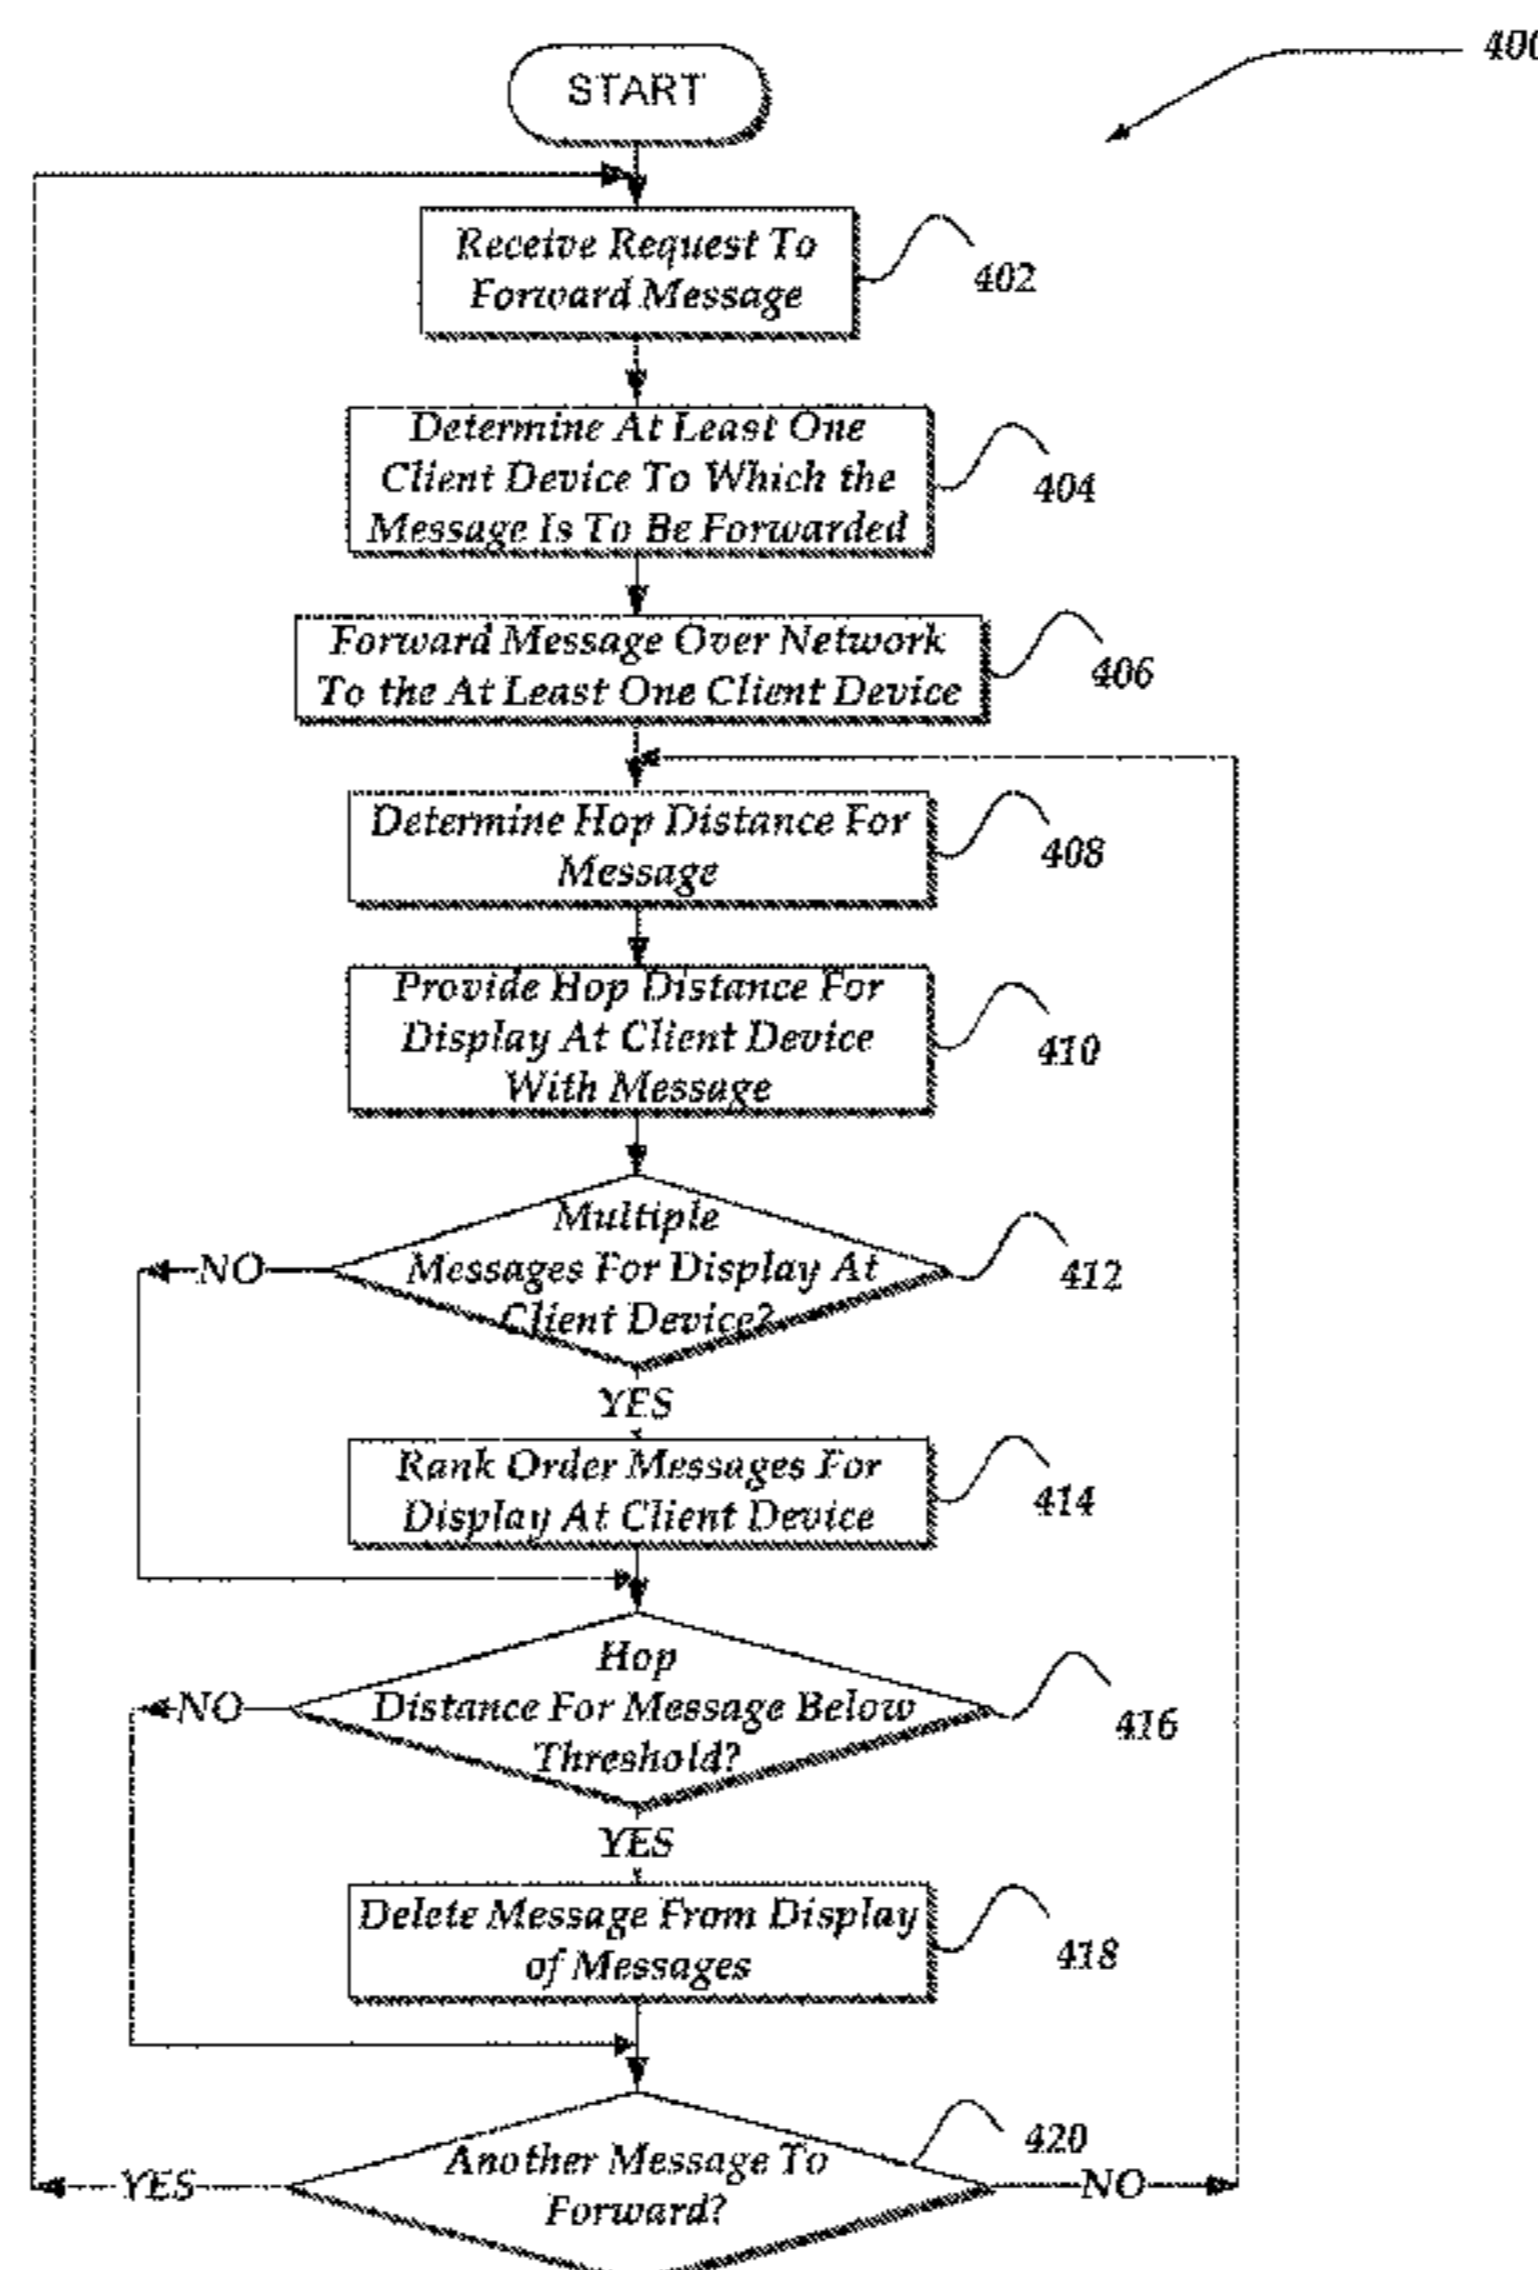 START
400
Receive Request To
Forward Message
402
Determine At Least One
Client Device To Which the
Message Is To Be Forwarded
404
Forward Message Over Network
To the At Least One Client Device
406
Determine Hop Distance For
Message
408
Provide Hop Distance For
Display At Client Device
With Message
410
Multiple
Messages For Display At
Client Device?
412
NO
YES
Rank Order Messages For
Display At Client Device
414
Hop
Distance For Message Below
Threshold?
416
NO
YES
Delete Message From Display
of Messages
418
Another Message To
Forward?
420
YES
NO